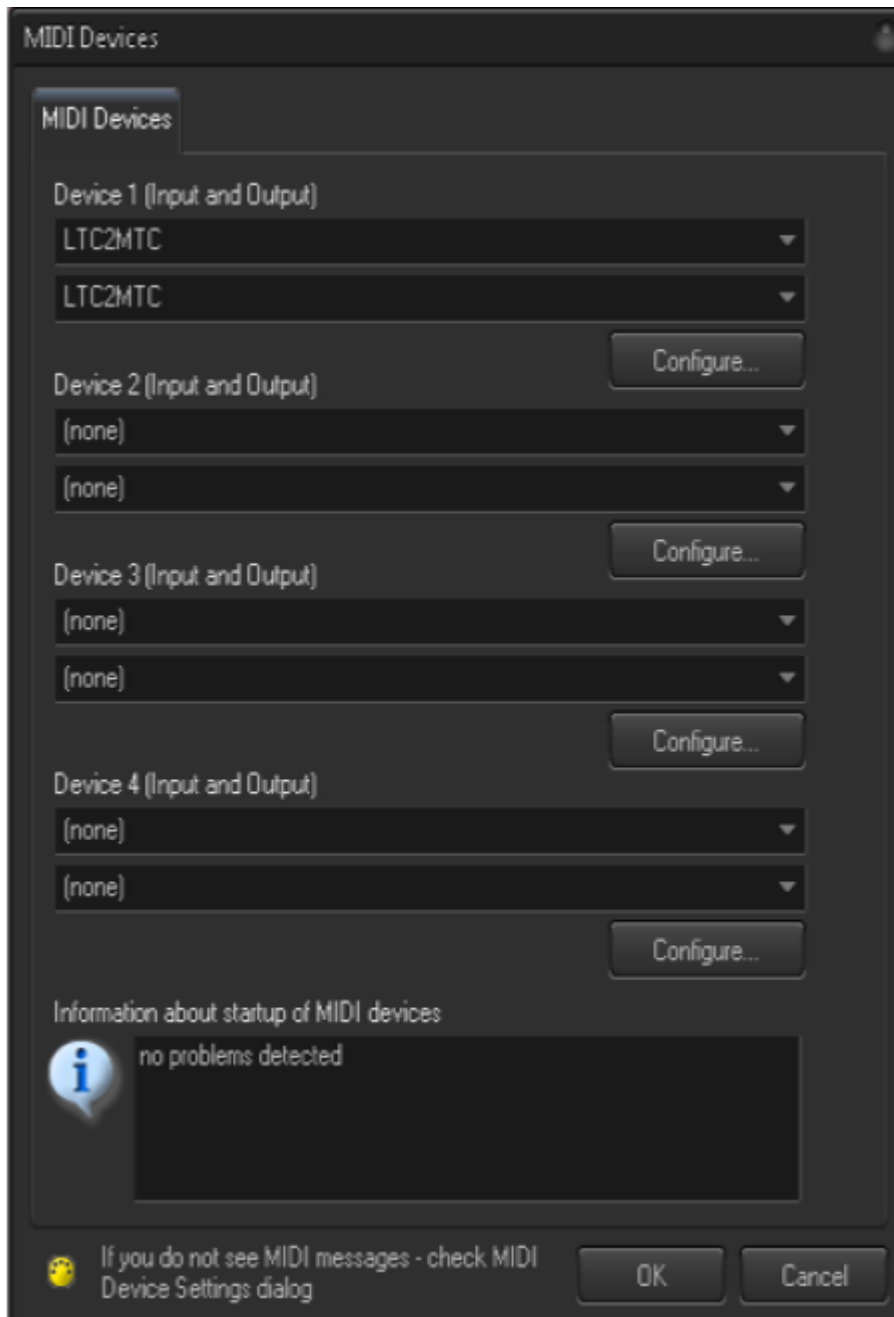 MIDI Devices
MIDI Devices
Device 1 (Input and Output)
LTC2MTC
LTC2MTC
Configure...
Device 2 (Input and Output)
(none)
(none)
Configure...
Device 3 (Input and Output)
(none)
(none)
Configure...
Device 4 (Input and Output)
(none)
(none)
Configure...
Information about startup of MIDI devices
no problems detected
If you do not see MIDI messages - check MIDI
Device Settings dialog
OK
Cancel